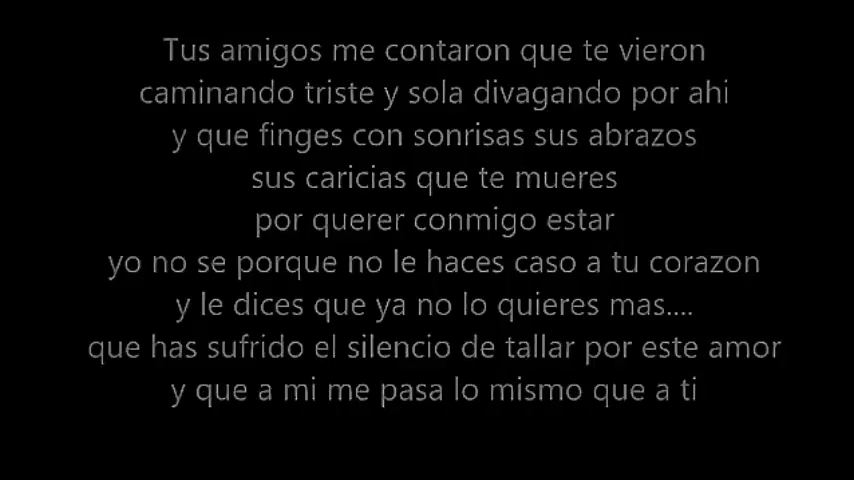 Tus amigos me contaron que te vieron
caminando triste y sola divagando por ahi
y que finges con sonrisas sus abrazos
sus caricias que te mueres
por querer conmigo estar
yo no se porque no le haces caso a tu corazon
y le dices que ya no lo quieres mas....
que has sufrido el silencio de tallar por este amor
y que a mi me pasa lo mismo que a ti